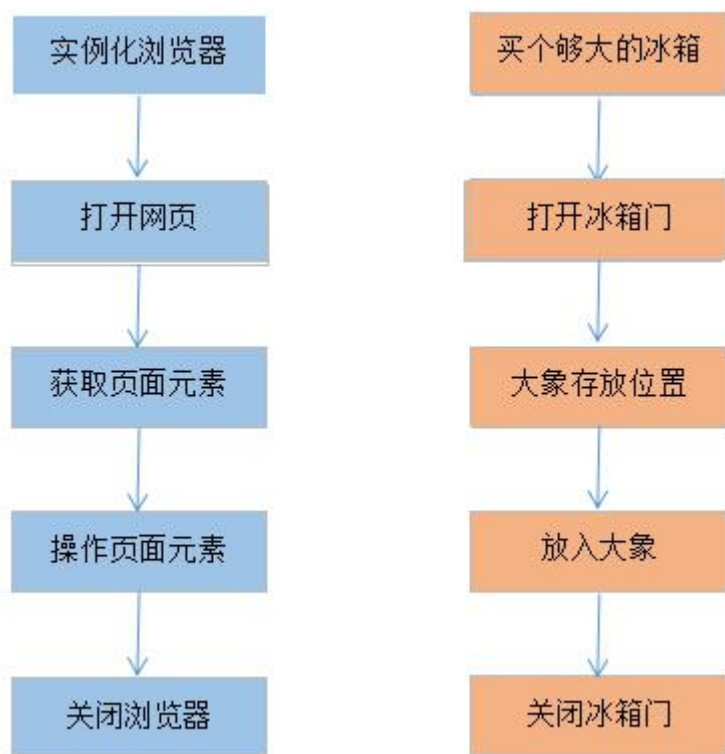 实例化浏览器
打开网页
获取页面元素
操作页面元素
关闭浏览器
买个够大的冰箱
打开冰箱门
大象存放位置
放入大象
关闭冰箱门